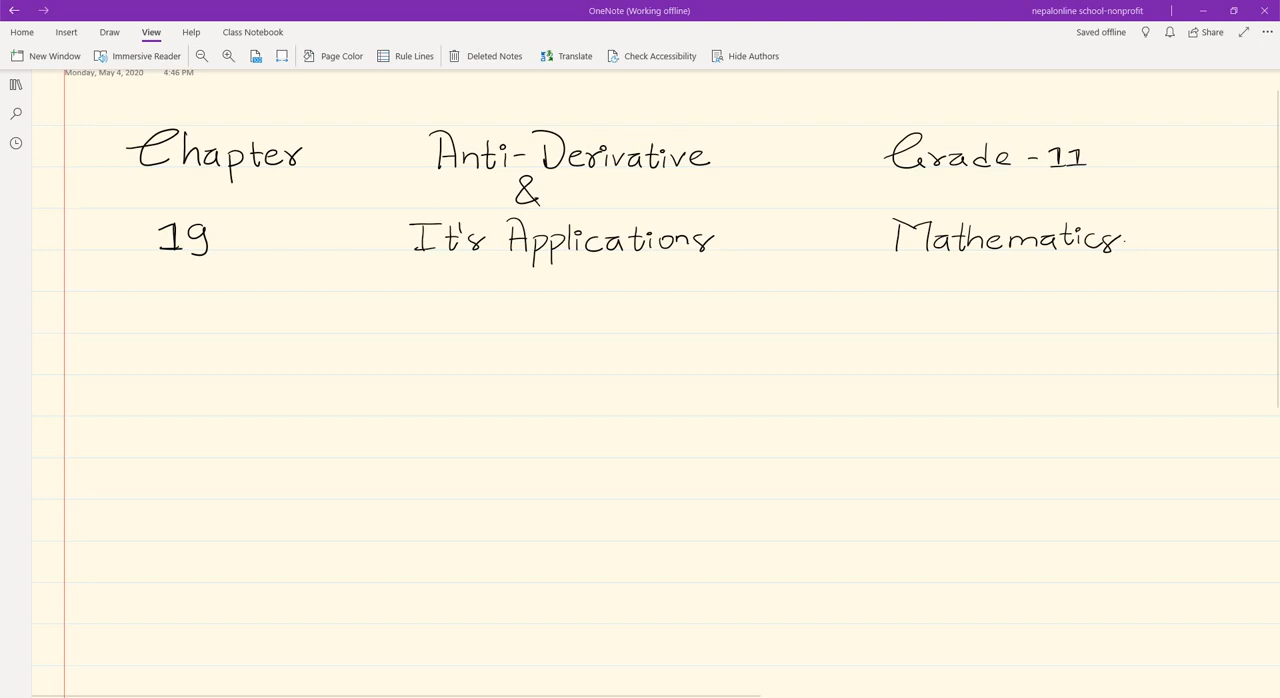 OneNote (Working offline)
nepalonline school-nonprofit
Home Insert Draw View Help Class Notebook
Saved offline Share
New Window Immersive Reader Page Color Rule Lines Deleted Notes Translate Check Accessibility Hide Authors
Monday, May 4, 2020 4:46 PM
Chapter Anti-Derivative Grade - 11
&
19 It's Applications Mathematics.